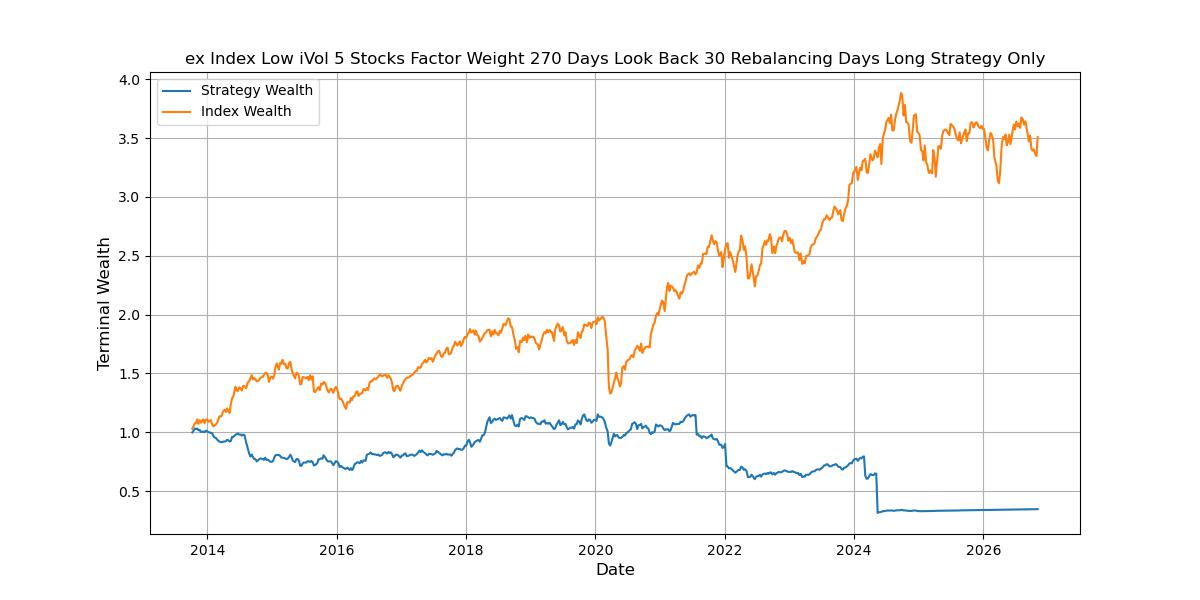 ex Index Low iVol 5 Stocks Factor Weight 270 Days Look Back 30 Rebalancing Days Long Strategy Only
Strategy Wealth
Index Wealth
Terminal Wealth
4.0
3.5
3.0
2.5
2.0
1.5
1.0
0.5
2014 2016 2018 2020 2022 2024 2026
Date